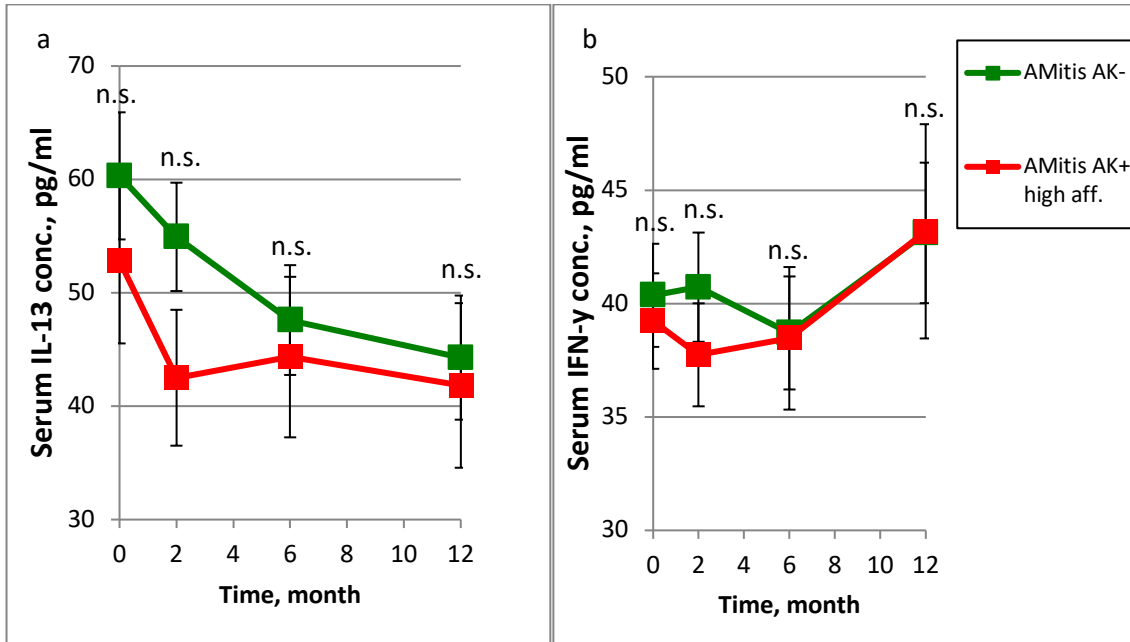 a
Serum IL-13 conc., pg/ml
70
60
50
40
30
n.s.
n.s.
n.s.
n.s.
0 2 4 6 8 10 12
Time, month
b
Serum IFN-y conc., pg/ml
50
45
40
35
30
n.s.
n.s.
n.s.
n.s.
0 2 4 6 8 10 12
Time, month
AMitis AK-
AMitis AK+
high aff.